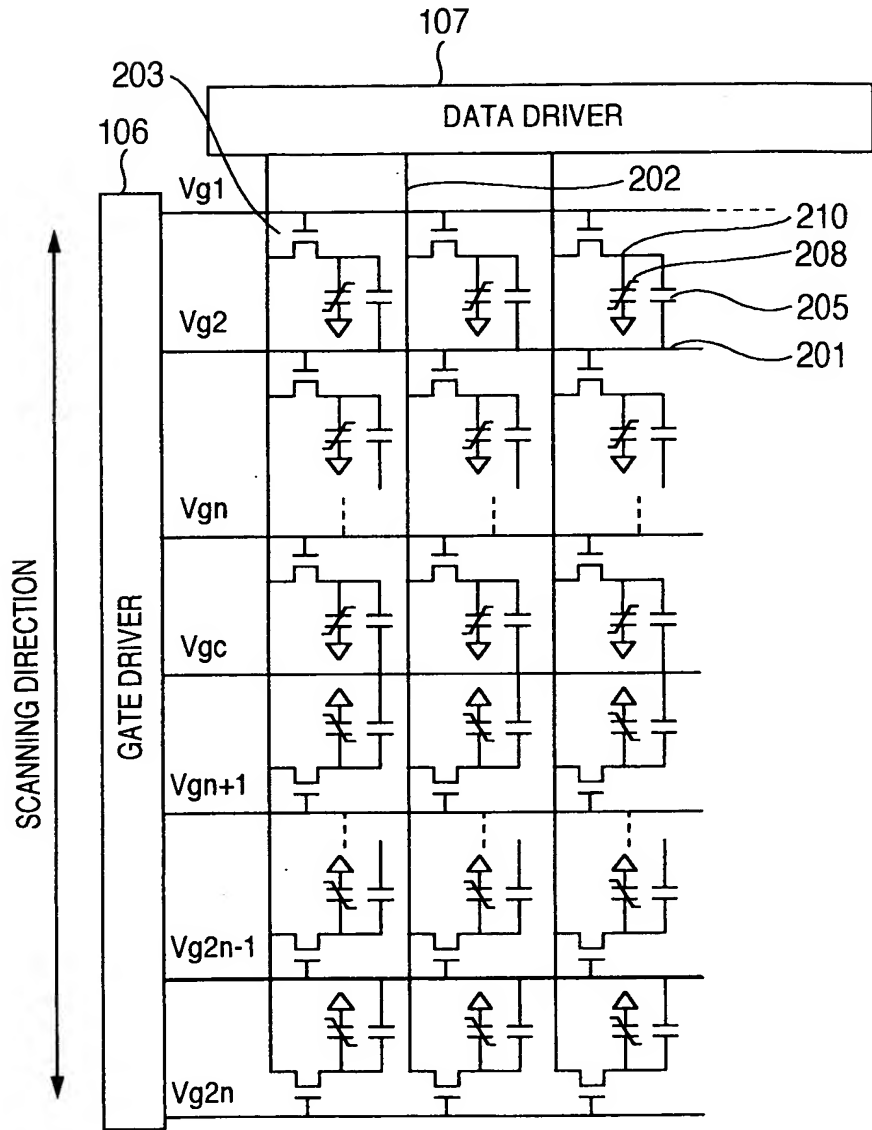 107
203
DATA DRIVER
106
Vg1
202
210
208
Vg2
205
201
Vgn
SCANNING DIRECTION
GATE DRIVER
Vgc
Vgn+1
Vg2n-1
Vg2n